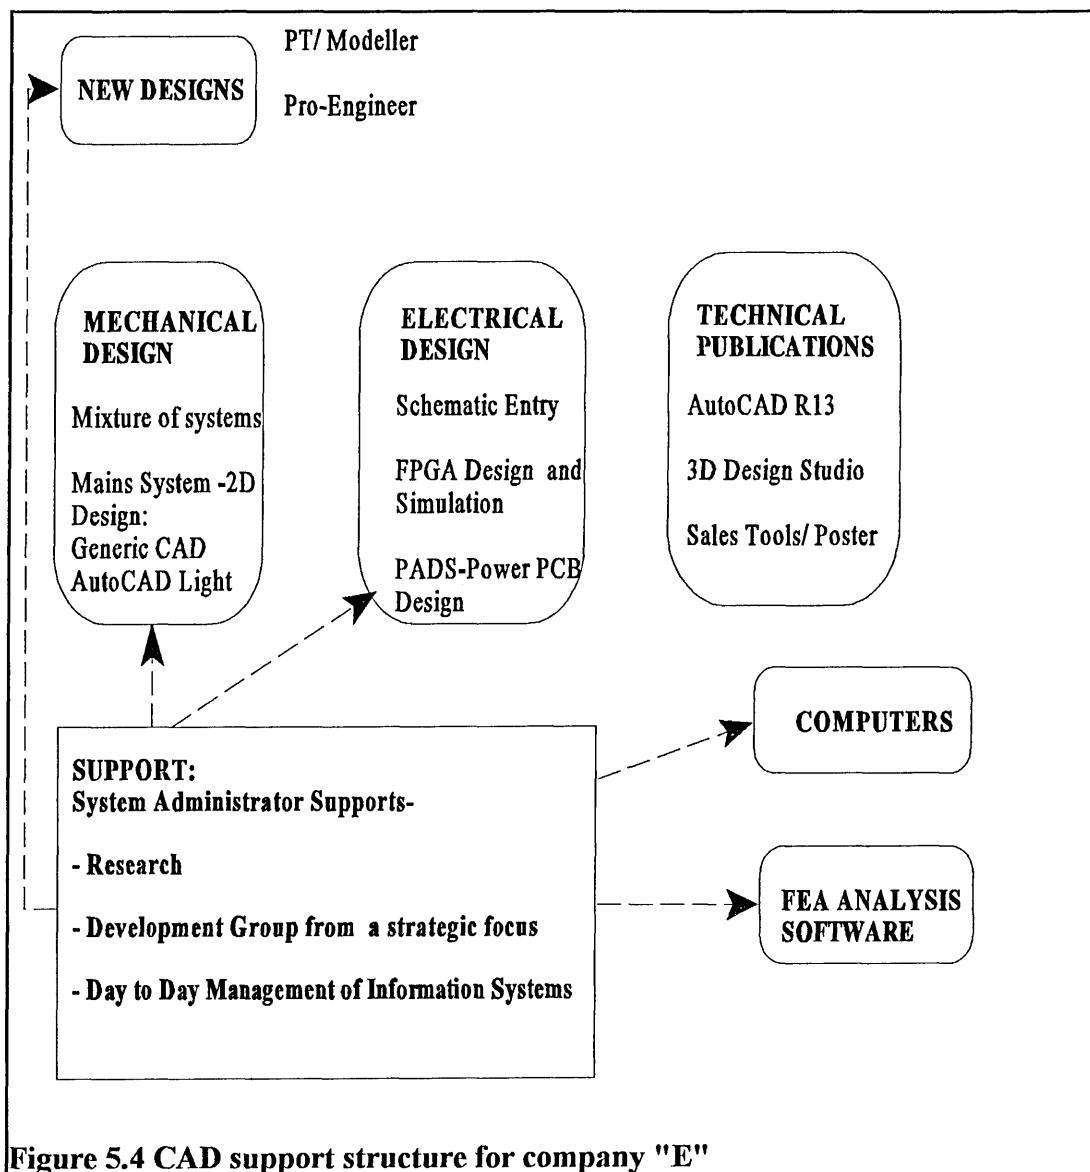 PT/ Modeller
NEW DESIGNS
Pro-Engineer
MECHANICAL
DESIGN
Mixture of systems
Mains System -2D
Design:
Generic CAD
AutoCAD Light
ELECTRICAL
DESIGN
Schematic Entry
FPGA Design and
Simulation
PADS-Power PCB
Design
TECHNICAL
PUBLICATIONS
AutoCAD R13
3D Design Studio
Sales Tools/ Poster
COMPUTERS
SUPPORT:
System Administrator Supports-
- Research
- Development Group from a strategic focus
- Day to Day Management of Information Systems
FEA ANALYSIS
SOFTWARE
Figure 5.4 CAD support structure for company "E"